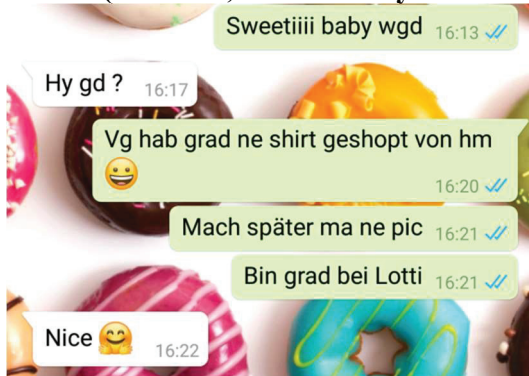 Sweetiiii baby wgd 16:13
Hy gd ? 16:17
Vg hab grad ne shirt geshopt von hm
😀
16:20
Mach später ma ne pic 16:21
Bin grad bei Lotti 16:21
Nice 🤗 16:22